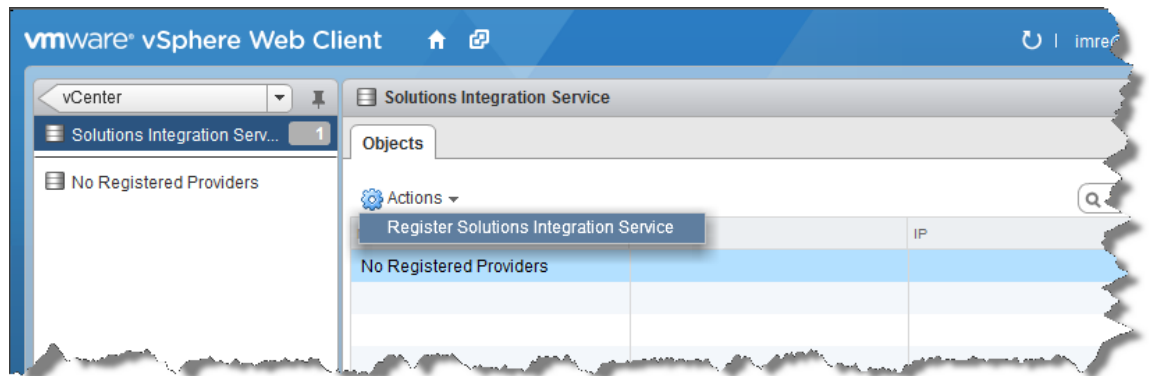 vmware® vSphere Web Client
vCenter
Solutions Integration Serv... 1
No Registered Providers
Solutions Integration Service
Objects
Actions
Register Solutions Integration Service
IP
No Registered Providers